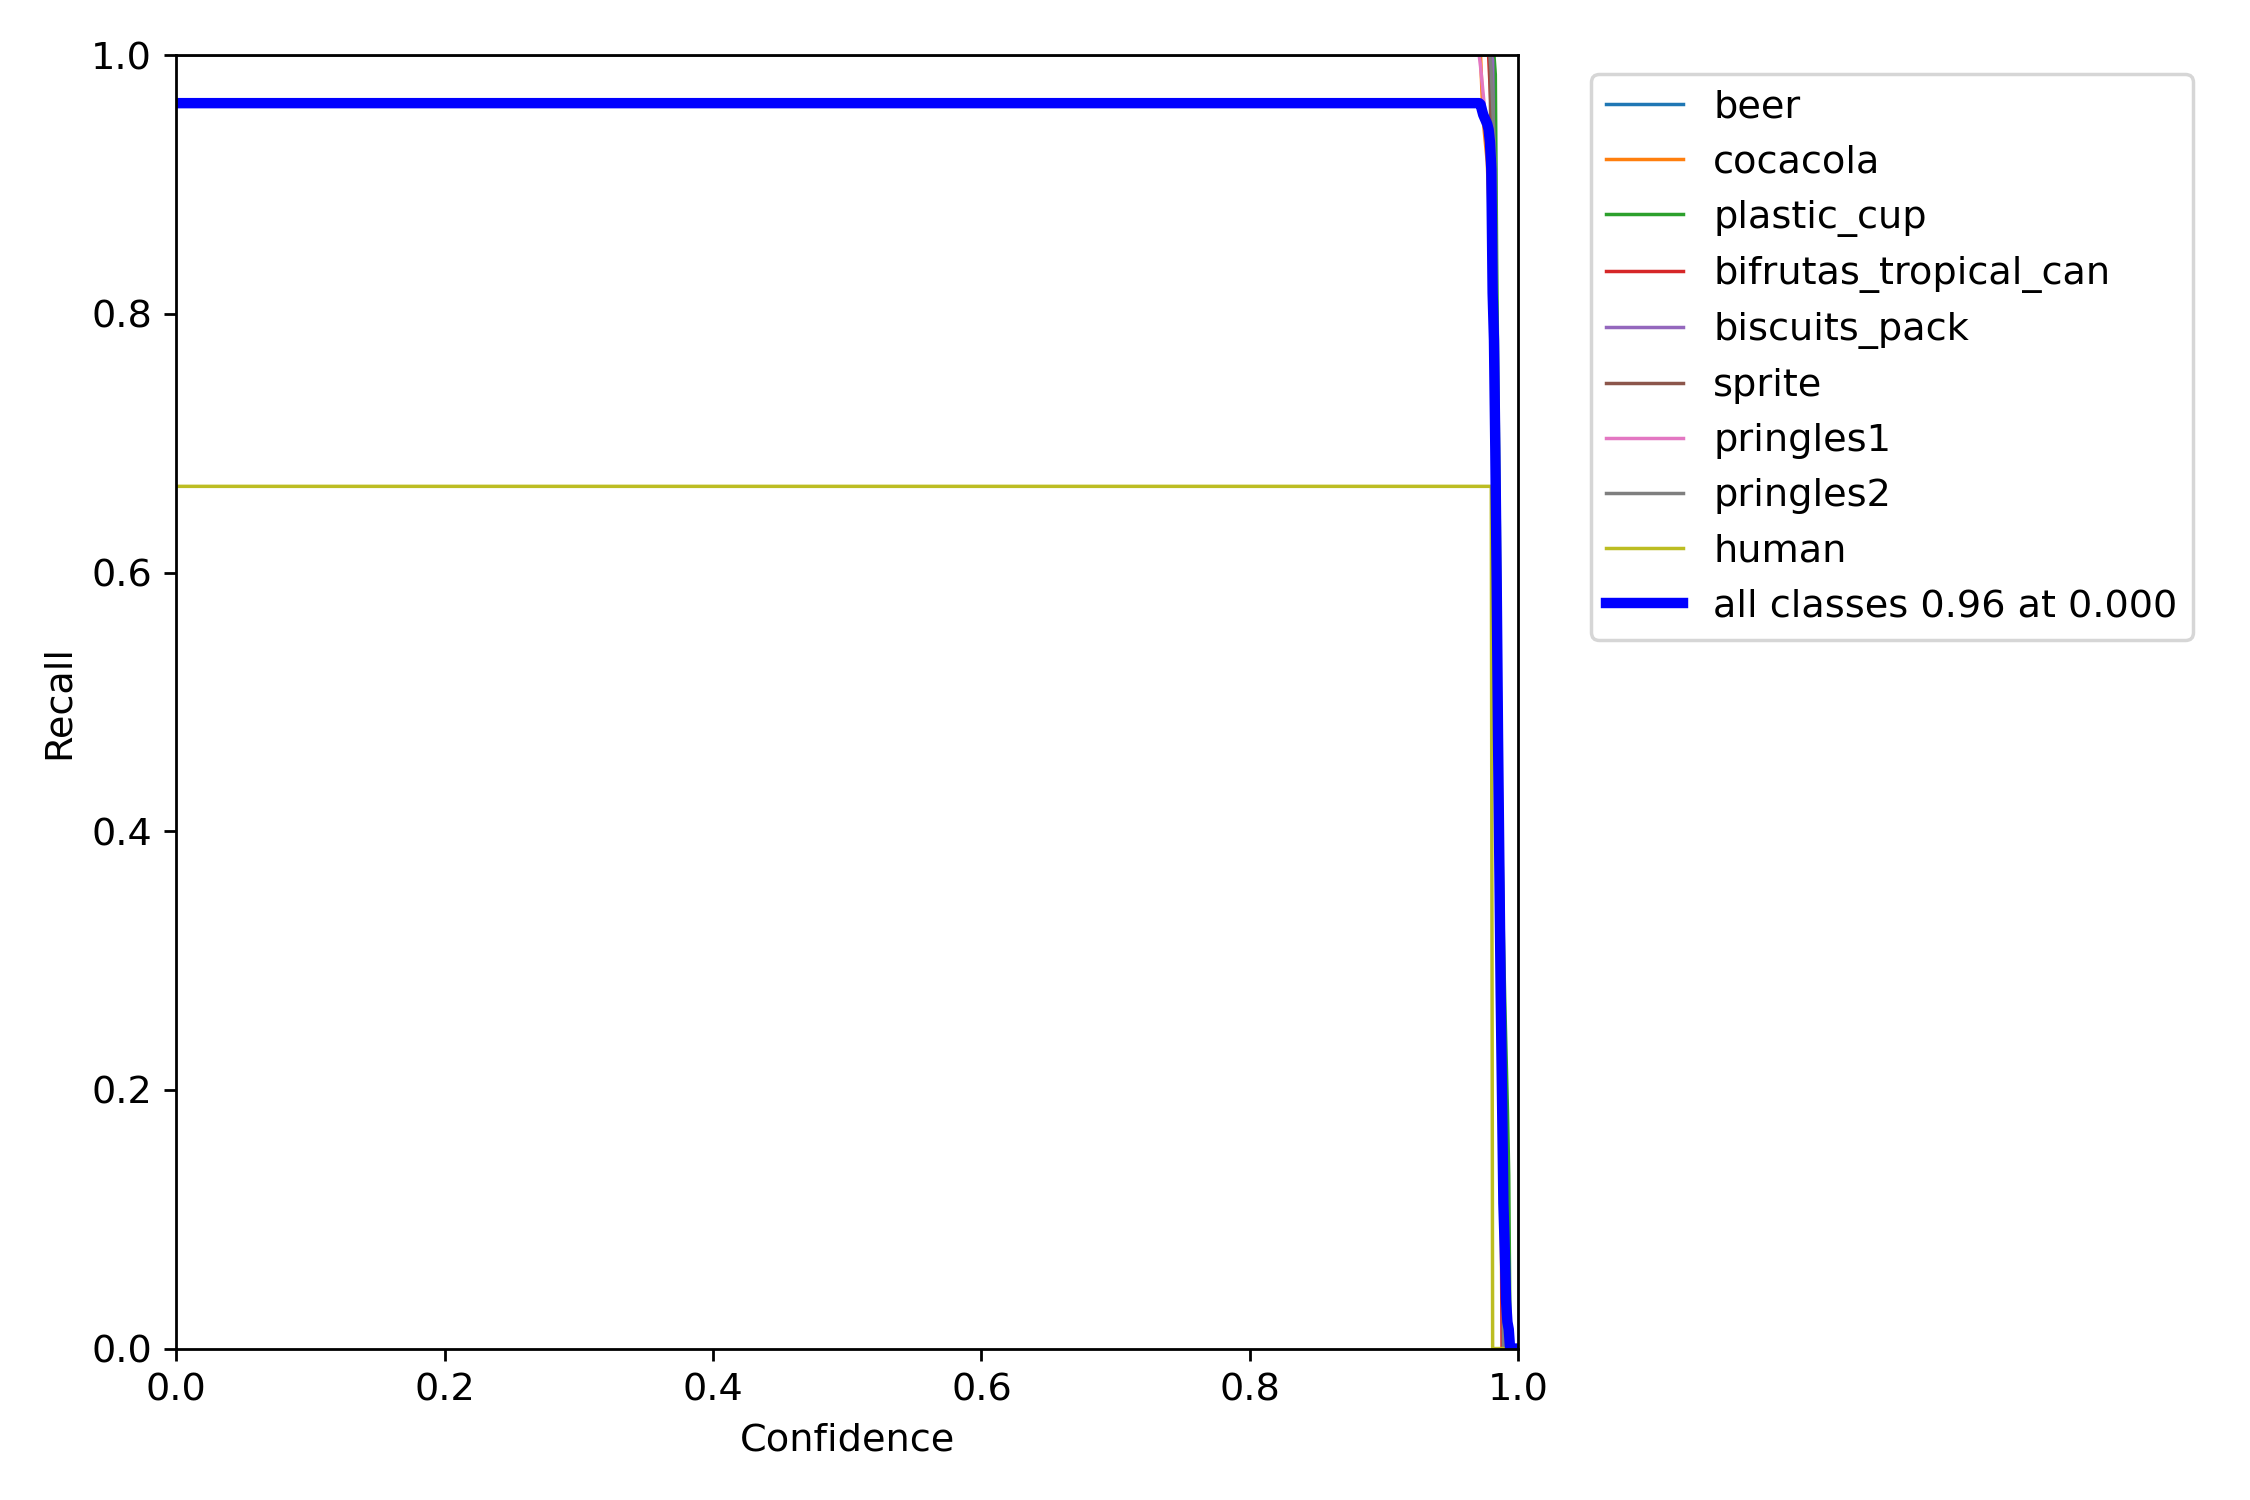 1.0
0.8
0.6
0.4
0.2
0.0
Recall
0.0 0.2 0.4 0.6 0.8 1.0
Confidence
beer
cocacola
plastic_cup
bifrutas_tropical_can
biscuits_pack
sprite
pringles1
pringles2
human
all classes 0.96 at 0.000